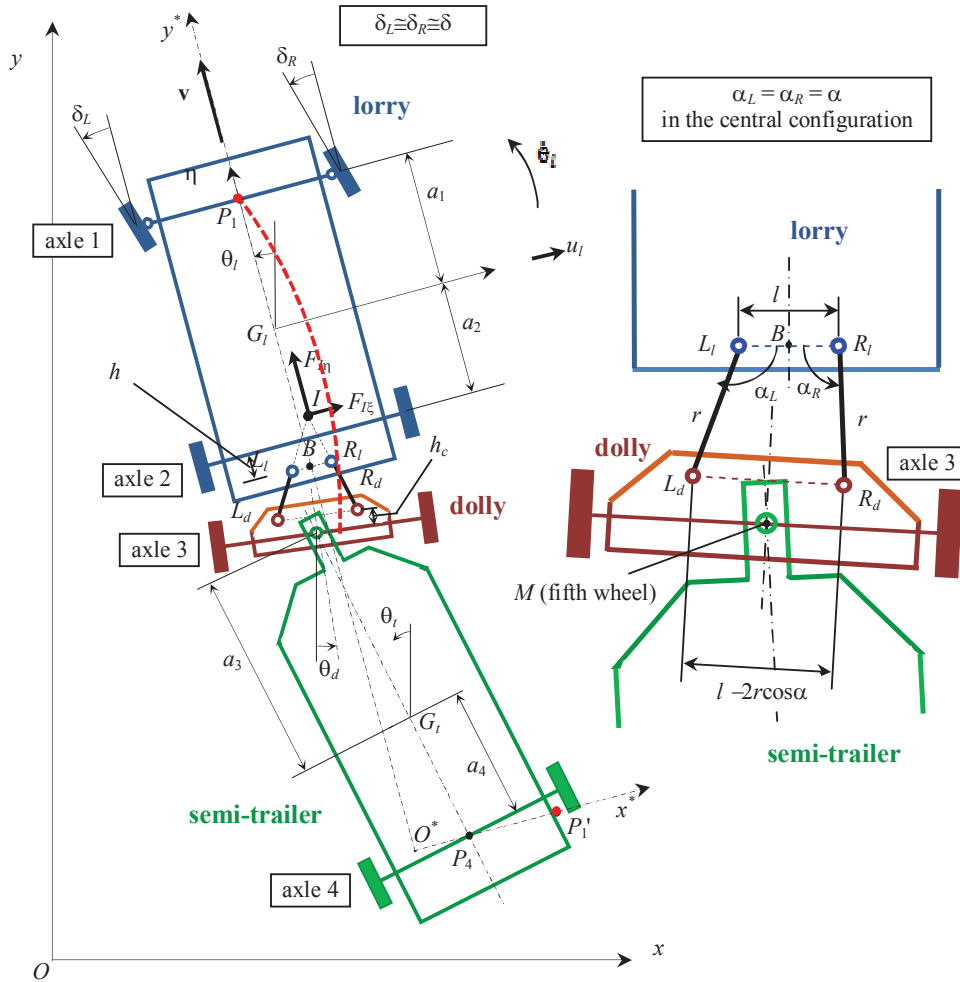 δL≅δR≅δ
y*
y
δR
v
lorry
δL
αL = αR = α
in the central configuration
η
a1
P1
axle 1
θl
ul
lorry
l
Gl
a2
Ll
B
Rl
h
FIη
αL
αR
I
FIξ
r
r
hc
dolly
Ll
B
Rl
axle 3
axle 2
Rd
Ld
Ld
Rd
dolly
axle 3
M (fifth wheel)
θt
a3
θd
l –2rcosα
Gt
a4
semi-trailer
semi-trailer
x*
P1'
O*
P4
axle 4
x
O